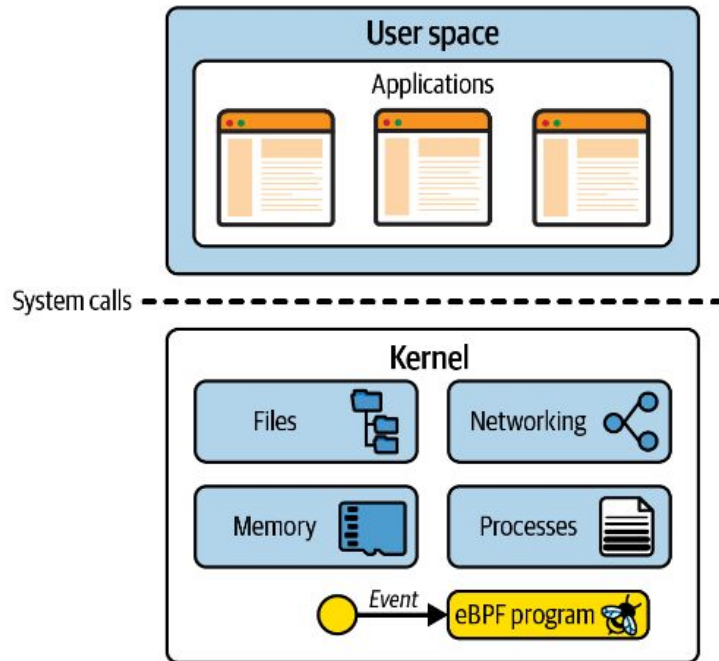 User space
Applications
System calls
Kernel
Files
Networking
Memory
Processes
Event
eBPF program